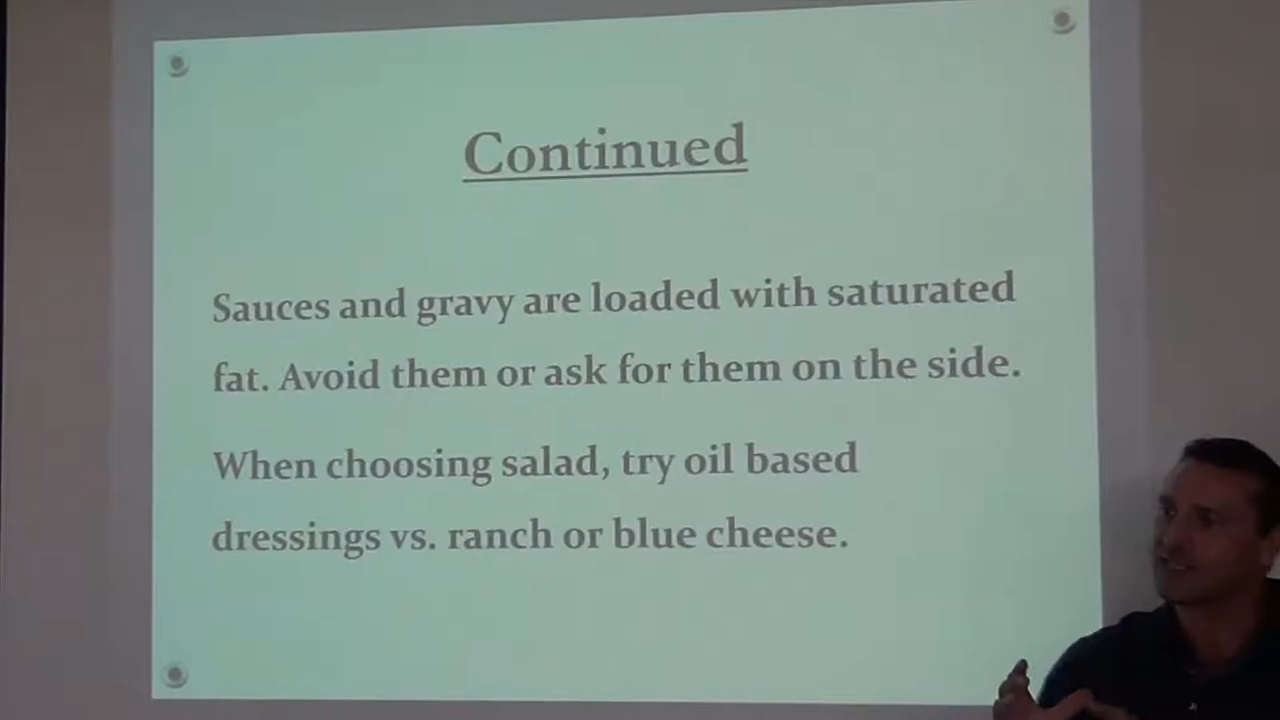 Continued
Sauces and gravy are loaded with saturated
fat. Avoid them or ask for them on the side.
When choosing salad, try oil based
dressings vs. ranch or blue cheese.